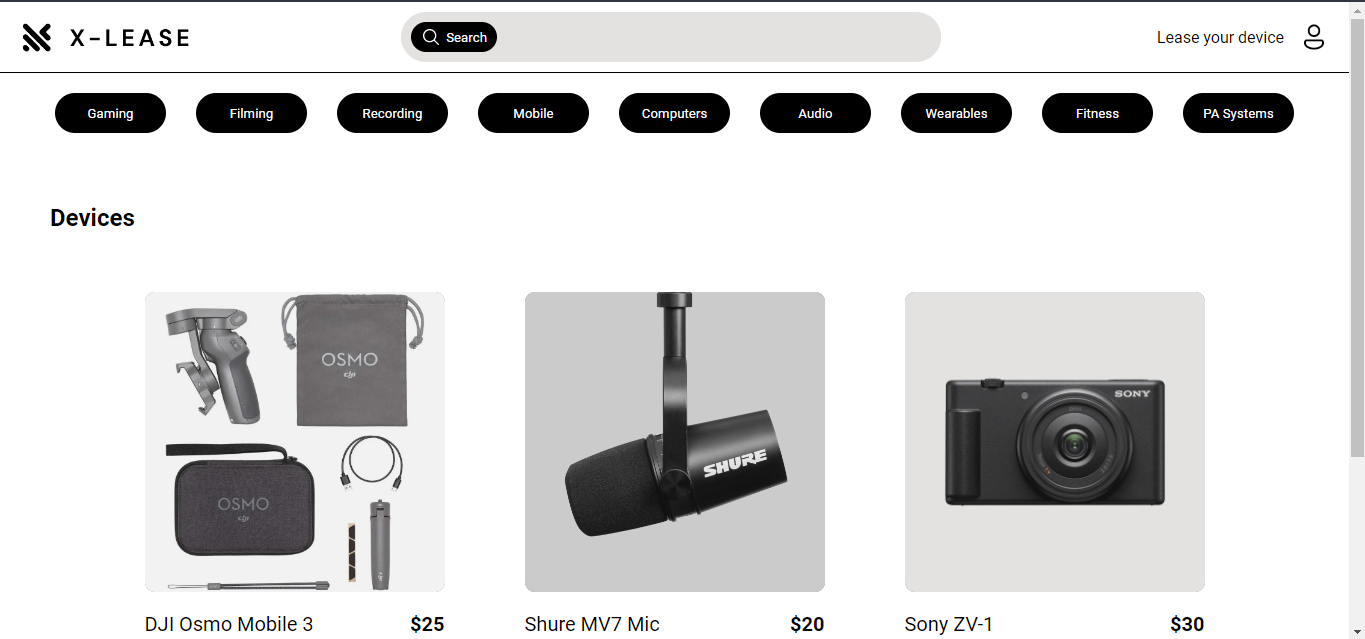 X-LEASE
Search
Lease your device
Gaming
Filming
Recording
Mobile
Computers
Audio
Wearables
Fitness
PA Systems
Devices
OSMO
dji
OSMO
dji
SHURE
SONY
DJI Osmo Mobile 3
$25
Shure MV7 Mic
$20
Sony ZV-1
$30